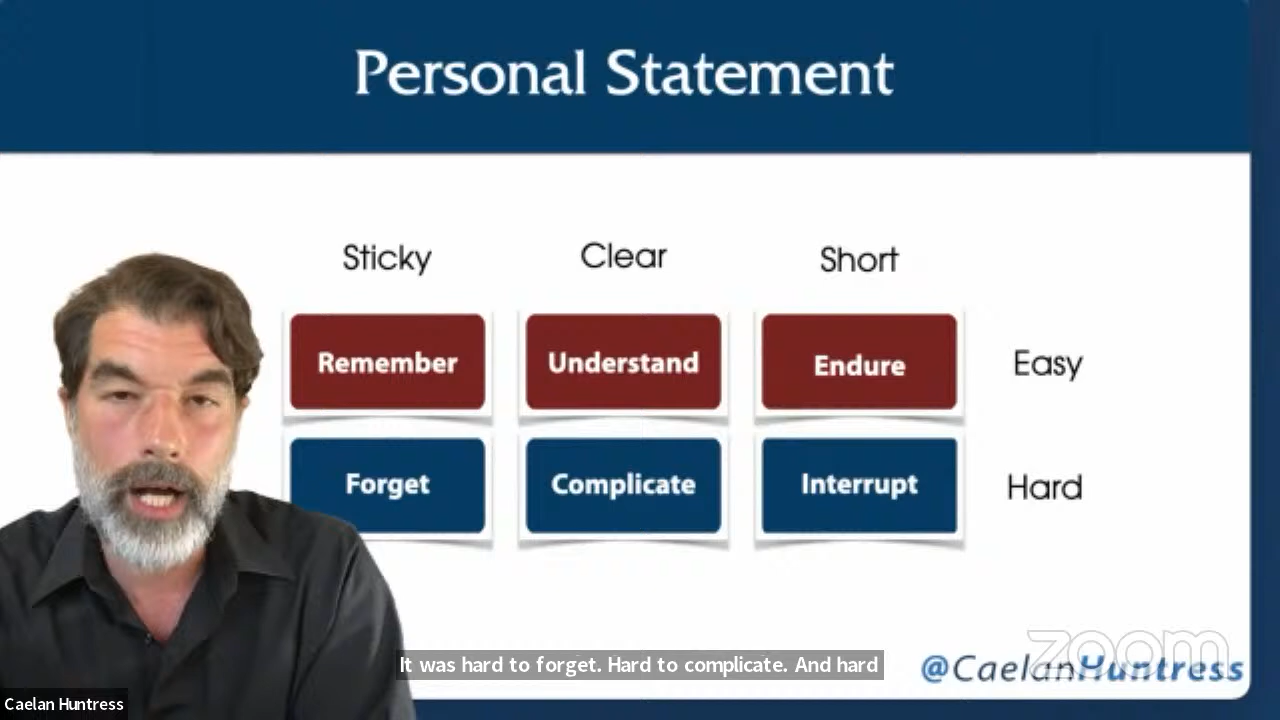 Personal Statement
Sticky Clear Short
Remember Understand Endure Easy
Forget Complicate Interrupt Hard
It was hard to forget. Hard to complicate. And hard
zoom
@CaelanHuntress
Caelan Huntress